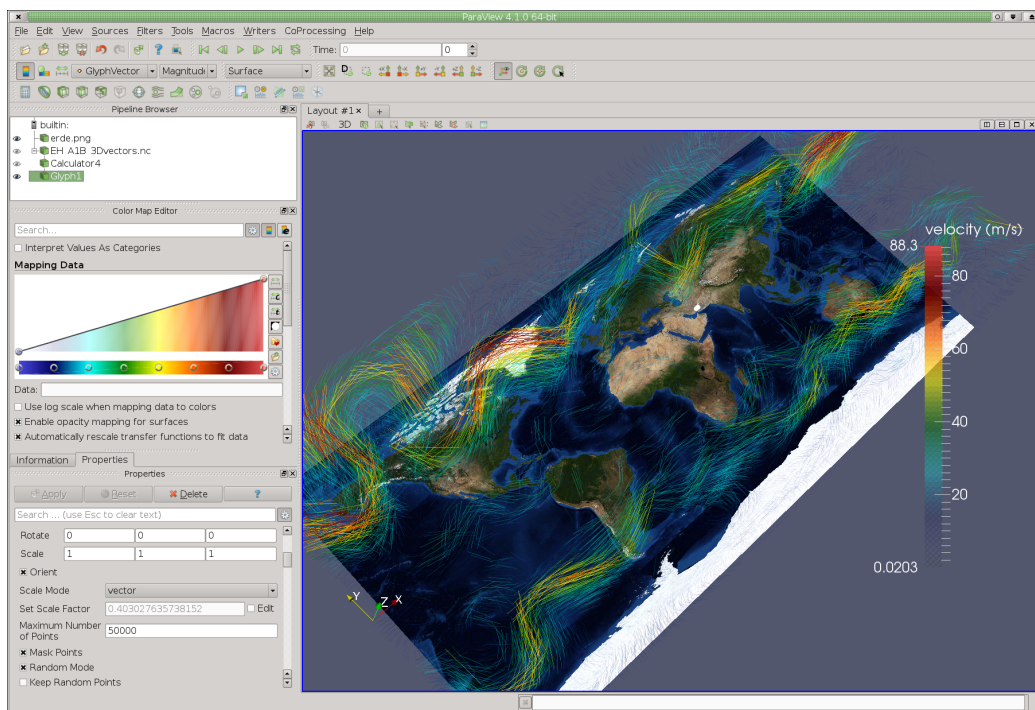 ParaView 4.1.0 64-bit
File Edit View Sources Filters Tools Macros Writers CoProcessing Help
Time: 0 0
GlyphVector Magnitude Surface
Pipeline Browser
Layout #1
3D
builtin:
erde.png
EH_A1B_3Dvectors.nc
Calculator4
Glyph1
Color Map Editor
Search...
Interpret Values As Categories
Mapping Data
Data:
Use log scale when mapping data to colors
Enable opacity mapping for surfaces
Automatically rescale transfer functions to fit data
Information Properties
Properties
Apply Reset Delete ?
Search ... (use Esc to clear text)
Rotate 0 0 0
Scale 1 1 1
Orient
Scale Mode vector
Set Scale Factor 0.403027635738152 Edit
Maximum Number
of Points 50000
Mask Points
Random Mode
Keep Random Points
velocity (m/s)
88.3
80
60
40
20
0.0203
Y Z X